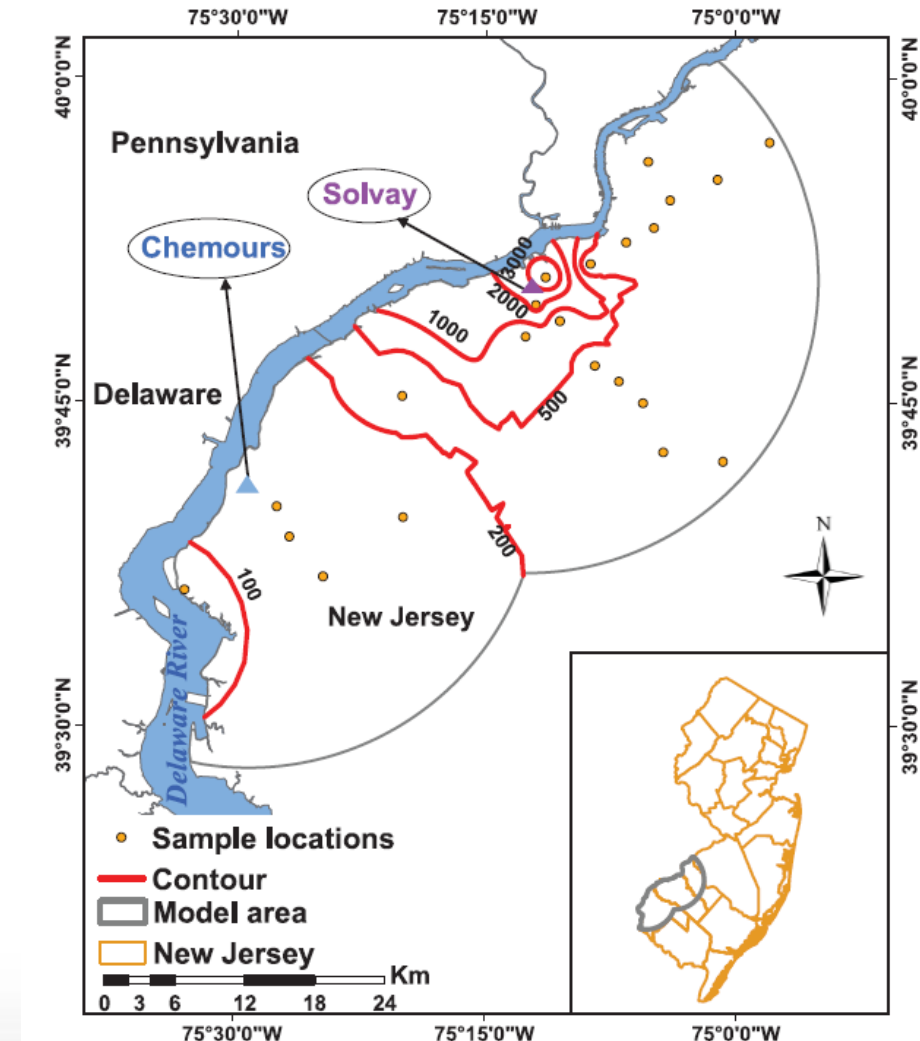 75°30'0"W 75°15'0"W 75°0'0"W
40°0'0"N
40°0'0"N
Pennsylvania
Solvay
Chemours
3000
2000
1000
Delaware
39°45'0"N
39°45'0"N
500
200
100
N
New Jersey
Delaware River
39°30'0"N
39°30'0"N
Sample locations
Contour
Model area
New Jersey
Km
0 3 6 12 18 24
75°30'0"W 75°15'0"W 75°0'0"W